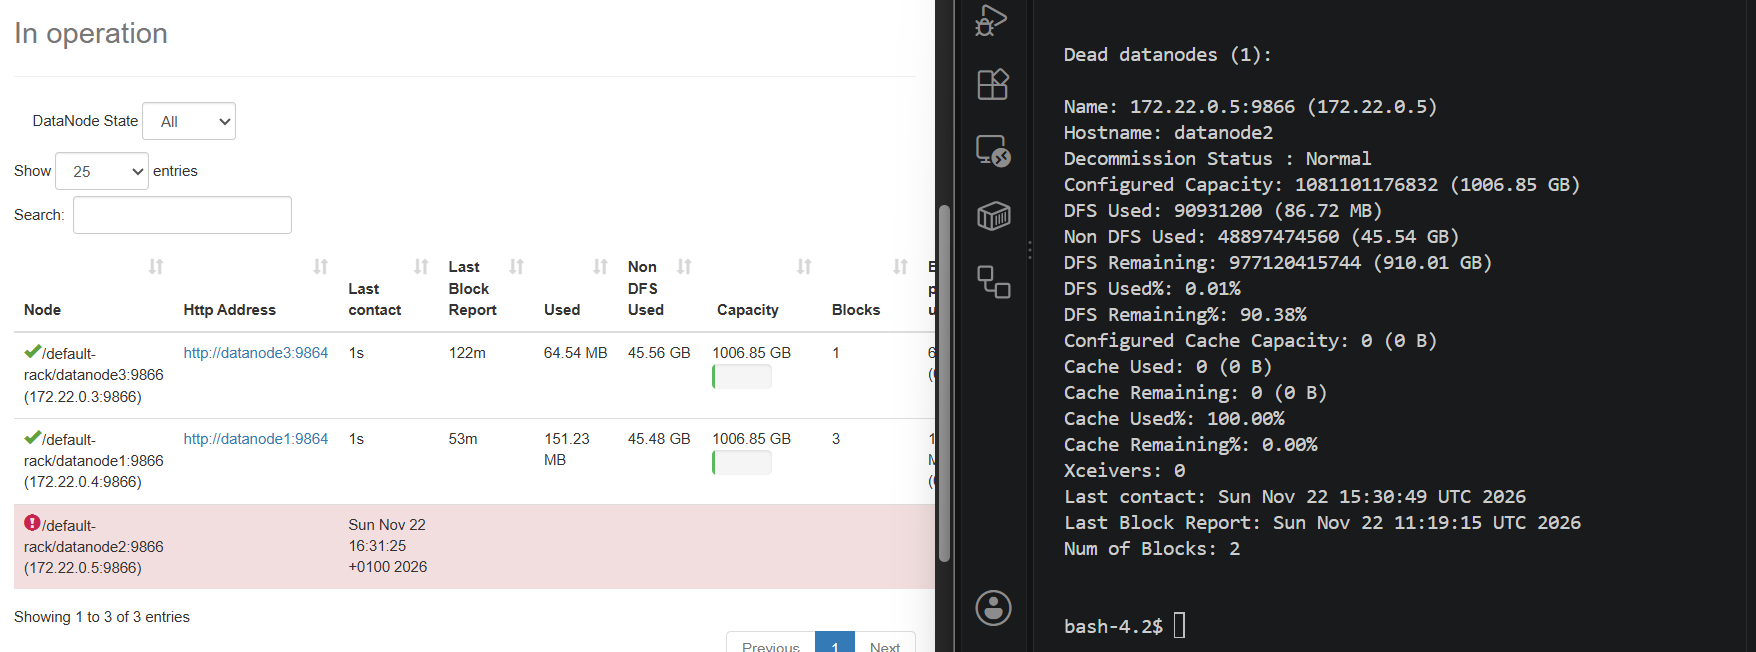 In operation
DataNode State All
Show 25 entries
Search:
Node Http Address Last contact Last Block Report Used Non DFS Used Capacity Blocks
/default-rack/datanode3:9866 (172.22.0.3:9866) http://datanode3:9864 1s 122m 64.54 MB 45.56 GB 1006.85 GB 1
/default-rack/datanode1:9866 (172.22.0.4:9866) http://datanode1:9864 1s 53m 151.23 MB 45.48 GB 1006.85 GB 3
/default-rack/datanode2:9866 (172.22.0.5:9866) Sun Nov 22 16:31:25 +0100 2026
Showing 1 to 3 of 3 entries
Previous 1 Next
Dead datanodes (1):
Name: 172.22.0.5:9866 (172.22.0.5)
Hostname: datanode2
Decommission Status : Normal
Configured Capacity: 1081101176832 (1006.85 GB)
DFS Used: 90931200 (86.72 MB)
Non DFS Used: 48897474560 (45.54 GB)
DFS Remaining: 977120415744 (910.01 GB)
DFS Used%: 0.01%
DFS Remaining%: 90.38%
Configured Cache Capacity: 0 (0 B)
Cache Used: 0 (0 B)
Cache Remaining: 0 (0 B)
Cache Used%: 100.00%
Cache Remaining%: 0.00%
Xceivers: 0
Last contact: Sun Nov 22 15:30:49 UTC 2026
Last Block Report: Sun Nov 22 11:19:15 UTC 2026
Num of Blocks: 2
bash-4.2$